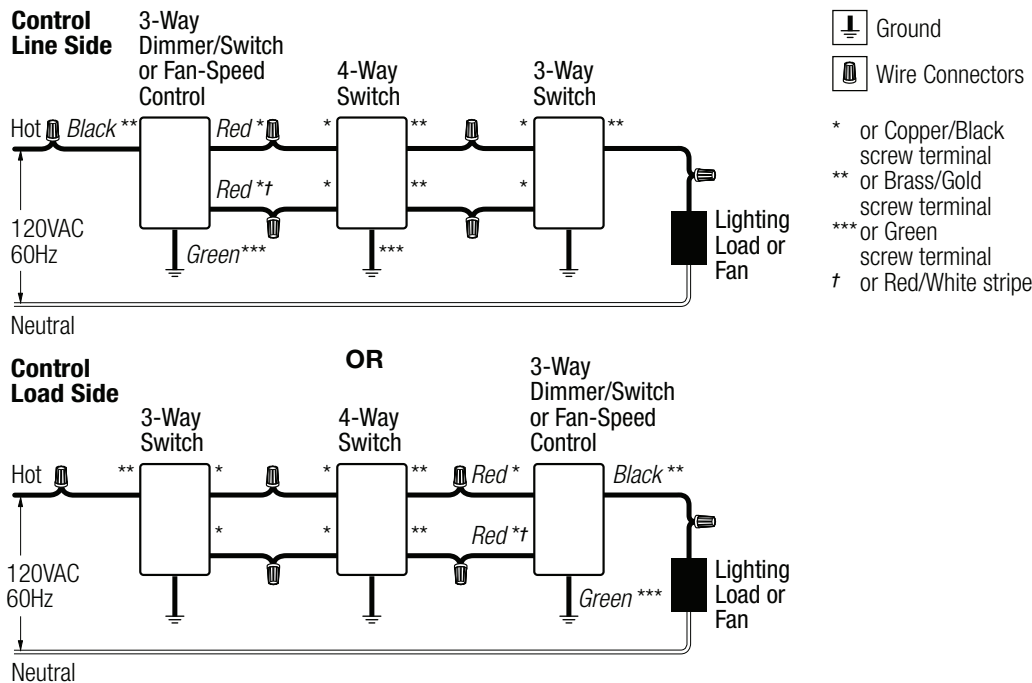 Control
Line Side
3-Way
Dimmer/Switch
or Fan-Speed
Control
4-Way
Switch
3-Way
Switch
Hot
Black **
Red *
*
**
*
**
Red *†
*
**
*
120VAC
60Hz
Green***
***
Lighting
Load or
Fan
Neutral
Ground
Wire Connectors
* or Copper/Black
screw terminal
** or Brass/Gold
screw terminal
*** or Green
screw terminal
† or Red/White stripe
OR
Control
Load Side
3-Way
Switch
4-Way
Switch
3-Way
Dimmer/Switch
or Fan-Speed
Control
Hot
**
*
*
**
Red *
Black **
*
*
**
Red *†
120VAC
60Hz
Green ***
Lighting
Load or
Fan
Neutral